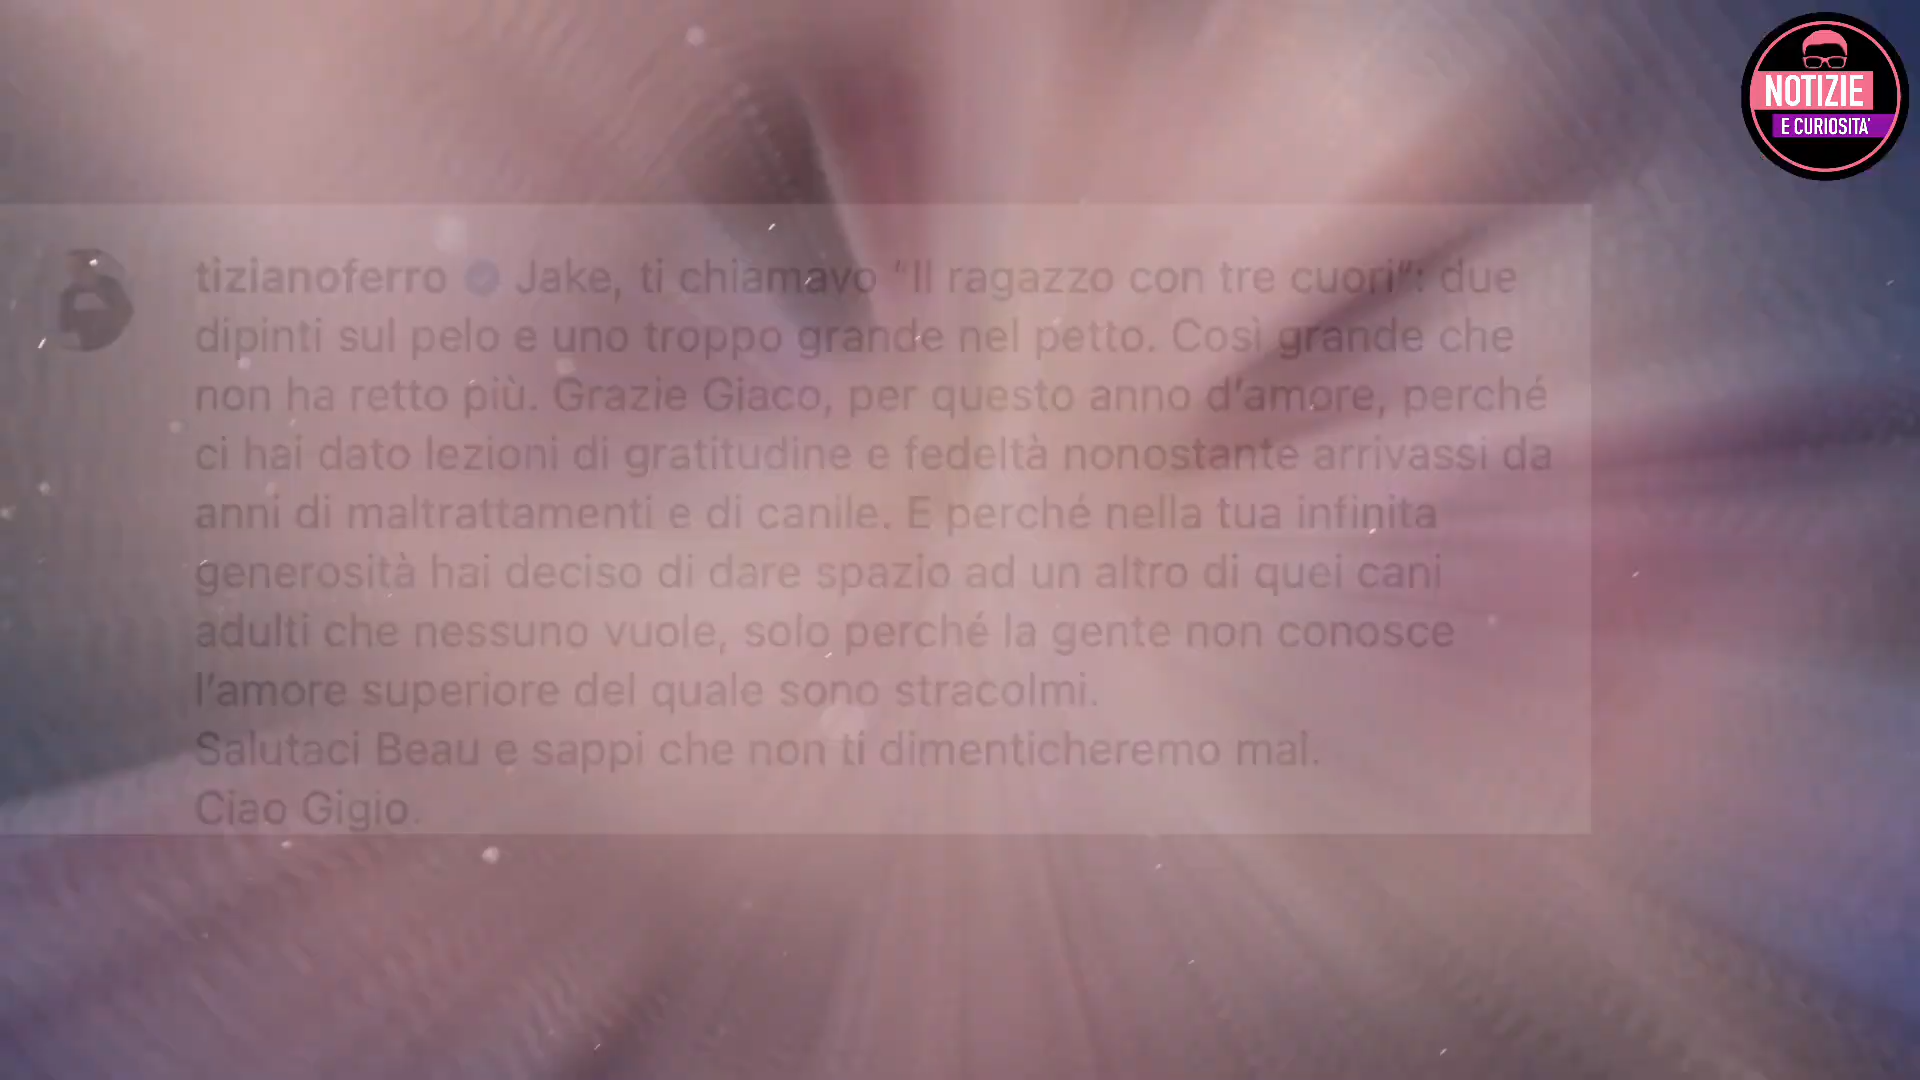 NOTIZIE
E CURIOSITA'
tizianoferro Jake, ti chiamavo “Il ragazzo con tre cuori”: due
dipinti sul pelo e uno troppo grande nel petto. Così grande che
non ha retto più. Grazie Giaco, per questo anno d’amore, perché
ci hai dato lezioni di gratitudine e fedeltà nonostante arrivassi da
anni di maltrattamenti e di canile. E perché nella tua infinita
generosità hai deciso di dare spazio ad un altro di quei cani
adulti che nessuno vuole, solo perché la gente non conosce
l’amore superiore del quale sono stracolmi.
Salutaci Beau e sappi che non ti dimenticheremo mai.
Ciao Gigio.